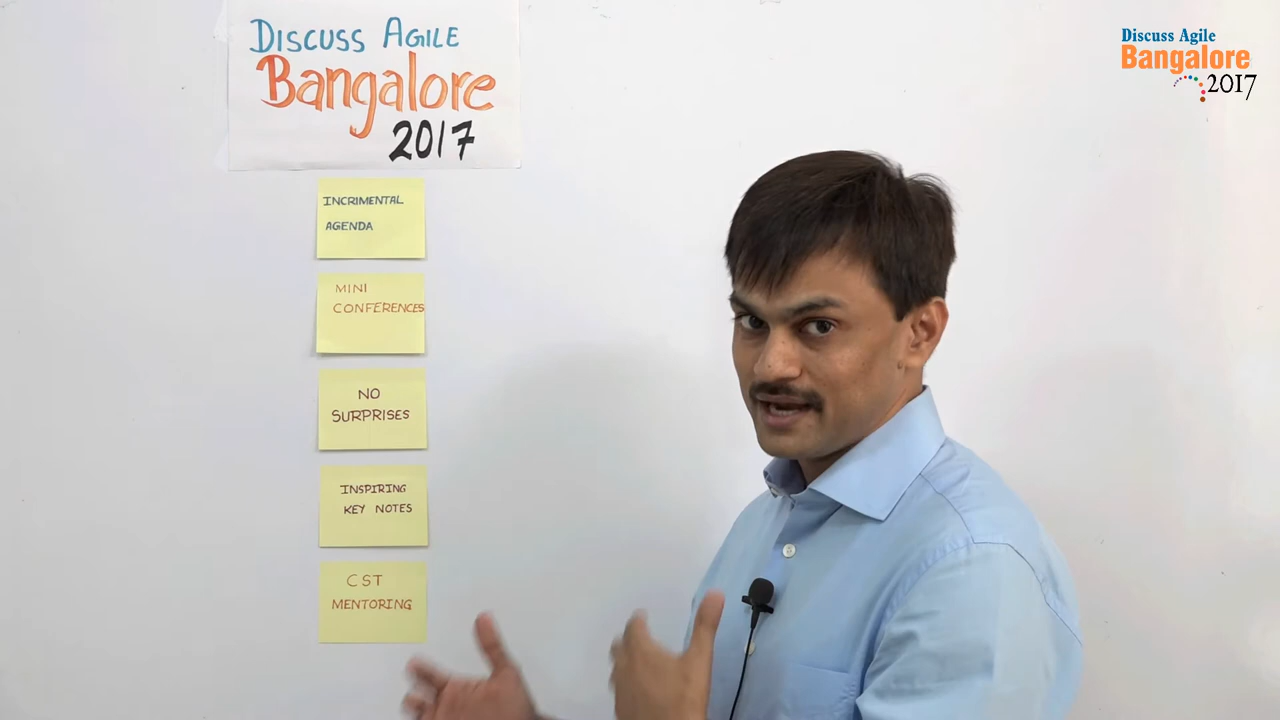 DISCUSS AGILE
Bangalore
2017
INCRIMENTAL
AGENDA
MINI
CONFERENCES
NO
SURPRISES
INSPIRING
KEY NOTES
CST
MENTORING
Discuss Agile
Bangalore
2017